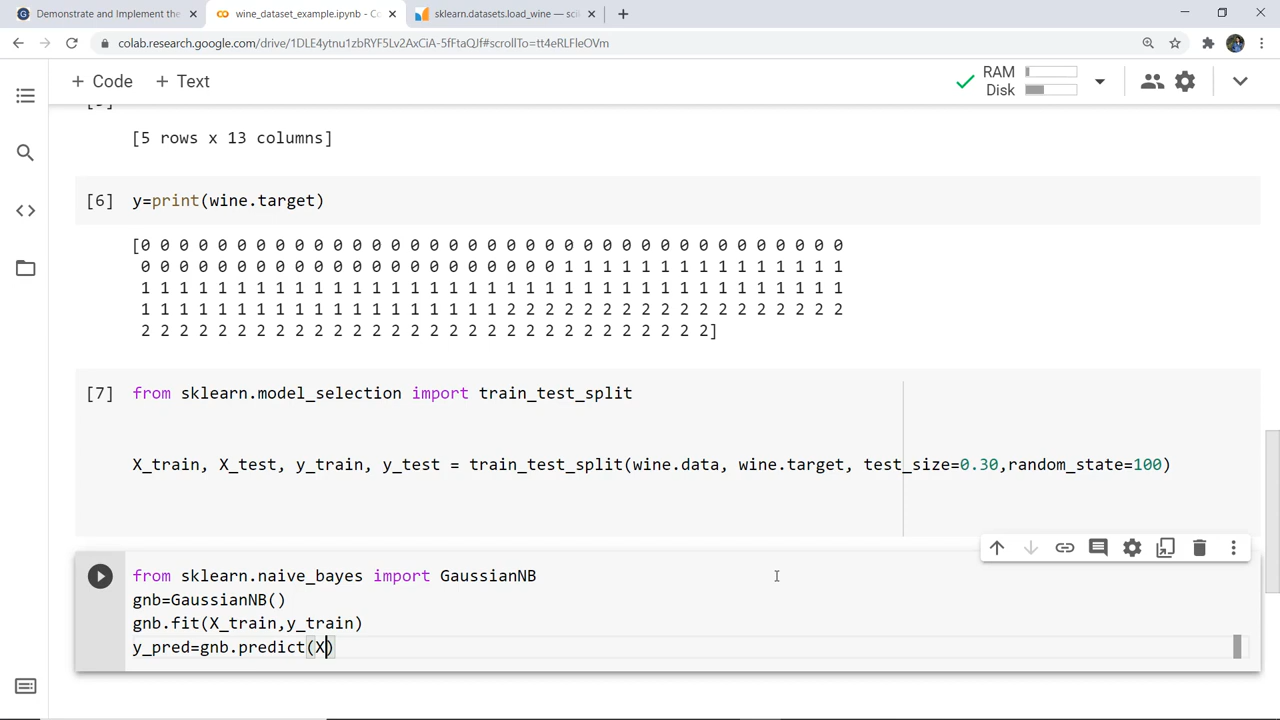 Demonstrate and Implement the
wine_dataset_example.ipynb - Co
sklearn.datasets.load_wine — sci
colab.research.google.com/drive/1DLE4ytnu1zbRYF5Lv2AxCiA-5fFtaQJf#scrollTo=tt4eRLFleOVm
+ Code + Text
RAM
Disk
[5 rows x 13 columns]
[6] y=print(wine.target)
[0 0 0 0 0 0 0 0 0 0 0 0 0 0 0 0 0 0 0 0 0 0 0 0 0 0 0 0 0 0 0 0 0 0 0 0 0
0 0 0 0 0 0 0 0 0 0 0 0 0 0 0 0 0 0 0 0 0 0 1 1 1 1 1 1 1 1 1 1 1 1 1 1 1
1 1 1 1 1 1 1 1 1 1 1 1 1 1 1 1 1 1 1 1 1 1 1 1 1 1 1 1 1 1 1 1 1 1 1 1 1
1 1 1 1 1 1 1 1 1 1 1 1 1 1 1 1 1 1 1 2 2 2 2 2 2 2 2 2 2 2 2 2 2 2 2 2 2
2 2 2 2 2 2 2 2 2 2 2 2 2 2 2 2 2 2 2 2 2 2 2 2 2 2 2 2 2 2]
[7] from sklearn.model_selection import train_test_split
X_train, X_test, y_train, y_test = train_test_split(wine.data, wine.target, test_size=0.30,random_state=100)
from sklearn.naive_bayes import GaussianNB
gnb=GaussianNB()
gnb.fit(X_train,y_train)
y_pred=gnb.predict(X)